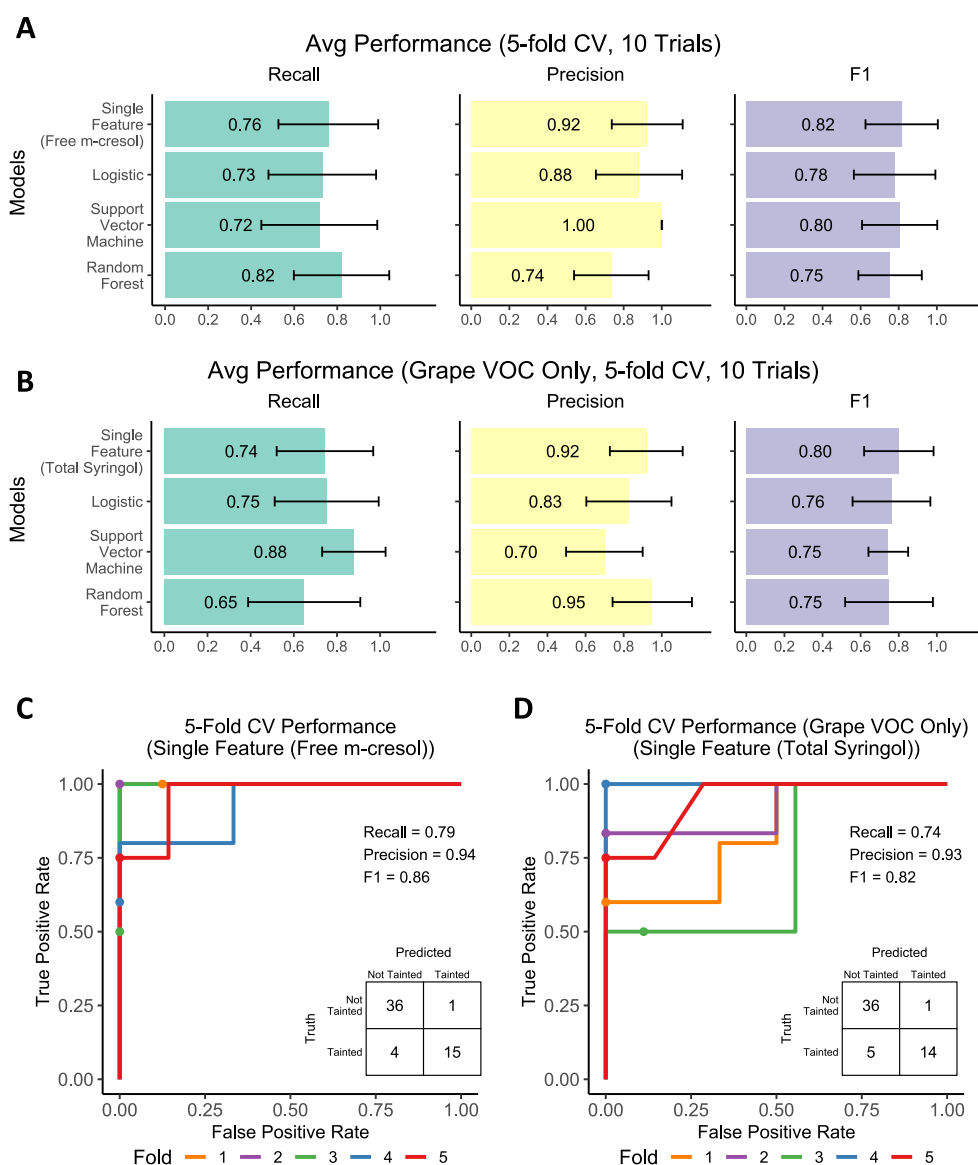 A
Avg Performance (5-fold CV, 10 Trials)
Recall
Precision
F1
Models
Single
Feature
(Free m-cresol)
Logistic
Support
Vector
Machine
Random
Forest
0.76
0.73
0.72
0.82
0.92
0.88
1.00
0.74
0.82
0.78
0.80
0.75
0.0 0.2 0.4 0.6 0.8 1.0
0.0 0.2 0.4 0.6 0.8 1.0
0.0 0.2 0.4 0.6 0.8 1.0
B
Avg Performance (Grape VOC Only, 5-fold CV, 10 Trials)
Recall
Precision
F1
Models
Single
Feature
(Total Syringol)
Logistic
Support
Vector
Machine
Random
Forest
0.74
0.75
0.88
0.65
0.92
0.83
0.70
0.95
0.80
0.76
0.75
0.75
0.0 0.2 0.4 0.6 0.8 1.0
0.0 0.2 0.4 0.6 0.8 1.0
0.0 0.2 0.4 0.6 0.8 1.0
C
5-Fold CV Performance
(Single Feature (Free m-cresol))
True Positive Rate
1.00
0.75
0.50
0.25
0.00
Recall = 0.79
Precision = 0.94
F1 = 0.86
Predicted
Not Tainted Tainted
Truth
Not
Tainted
36 1
Tainted
4 15
0.00 0.25 0.50 0.75 1.00
False Positive Rate
Fold 1 2 3 4 5
D
5-Fold CV Performance (Grape VOC Only)
(Single Feature (Total Syringol))
True Positive Rate
1.00
0.75
0.50
0.25
0.00
Recall = 0.74
Precision = 0.93
F1 = 0.82
Predicted
Not Tainted Tainted
Truth
Not
Tainted
36 1
Tainted
5 14
0.00 0.25 0.50 0.75 1.00
False Positive Rate
Fold 1 2 3 4 5